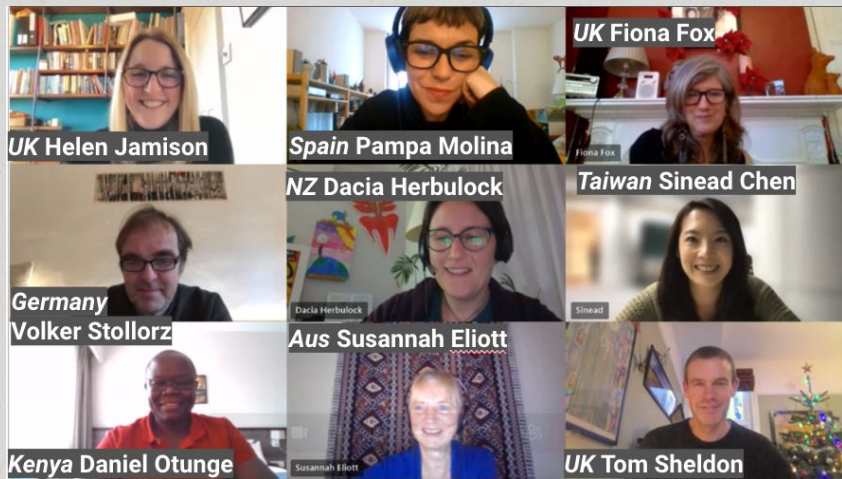 UK Helen Jamison
Spain Pampa Molina
UK Fiona Fox
Fiona Fox
Germany
Volker Stollorz
NZ Dacia Herbulock
Dacia Herbulock
Taiwan Sinead Chen
Sinead
Kenya Daniel Otunge
Aus Susannah Eliott
Susannah Eliott
UK Tom Sheldon